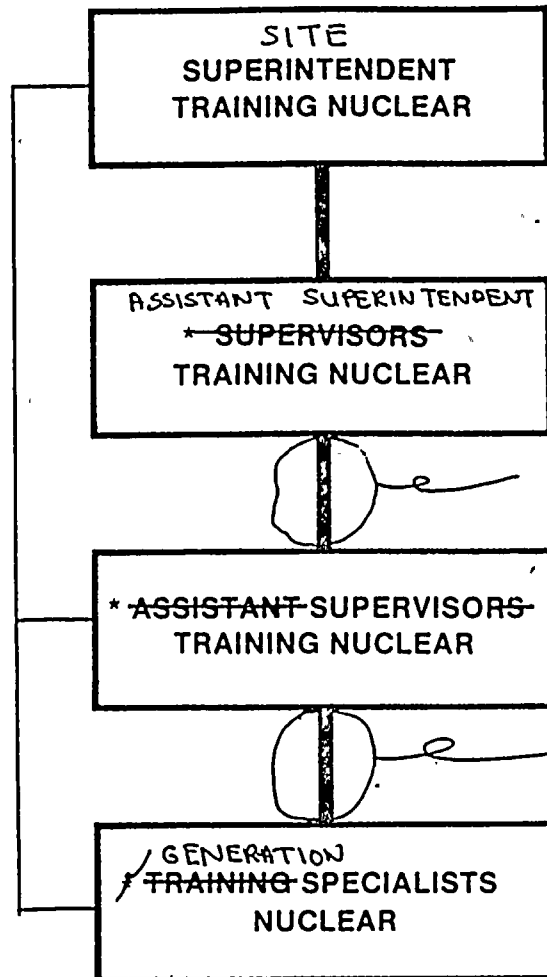 SITE
SUPERINTENDENT
TRAINING NUCLEAR
ASSISTANT SUPERINTENDENT
* SUPERVISORS
TRAINING NUCLEAR
* ASSISTANT SUPERVISORS
TRAINING NUCLEAR
GENERATION
* TRAINING SPECIALISTS
NUCLEAR